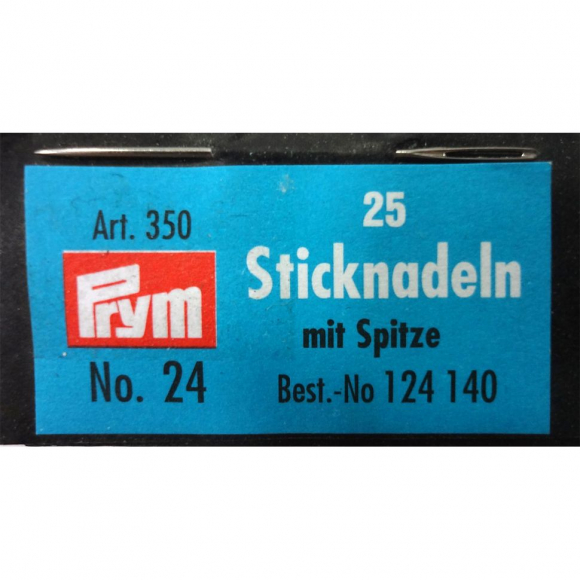 Art. 350
Prym
No. 24
25
Sticknadeln
mit Spitze
Best.-No 124 140